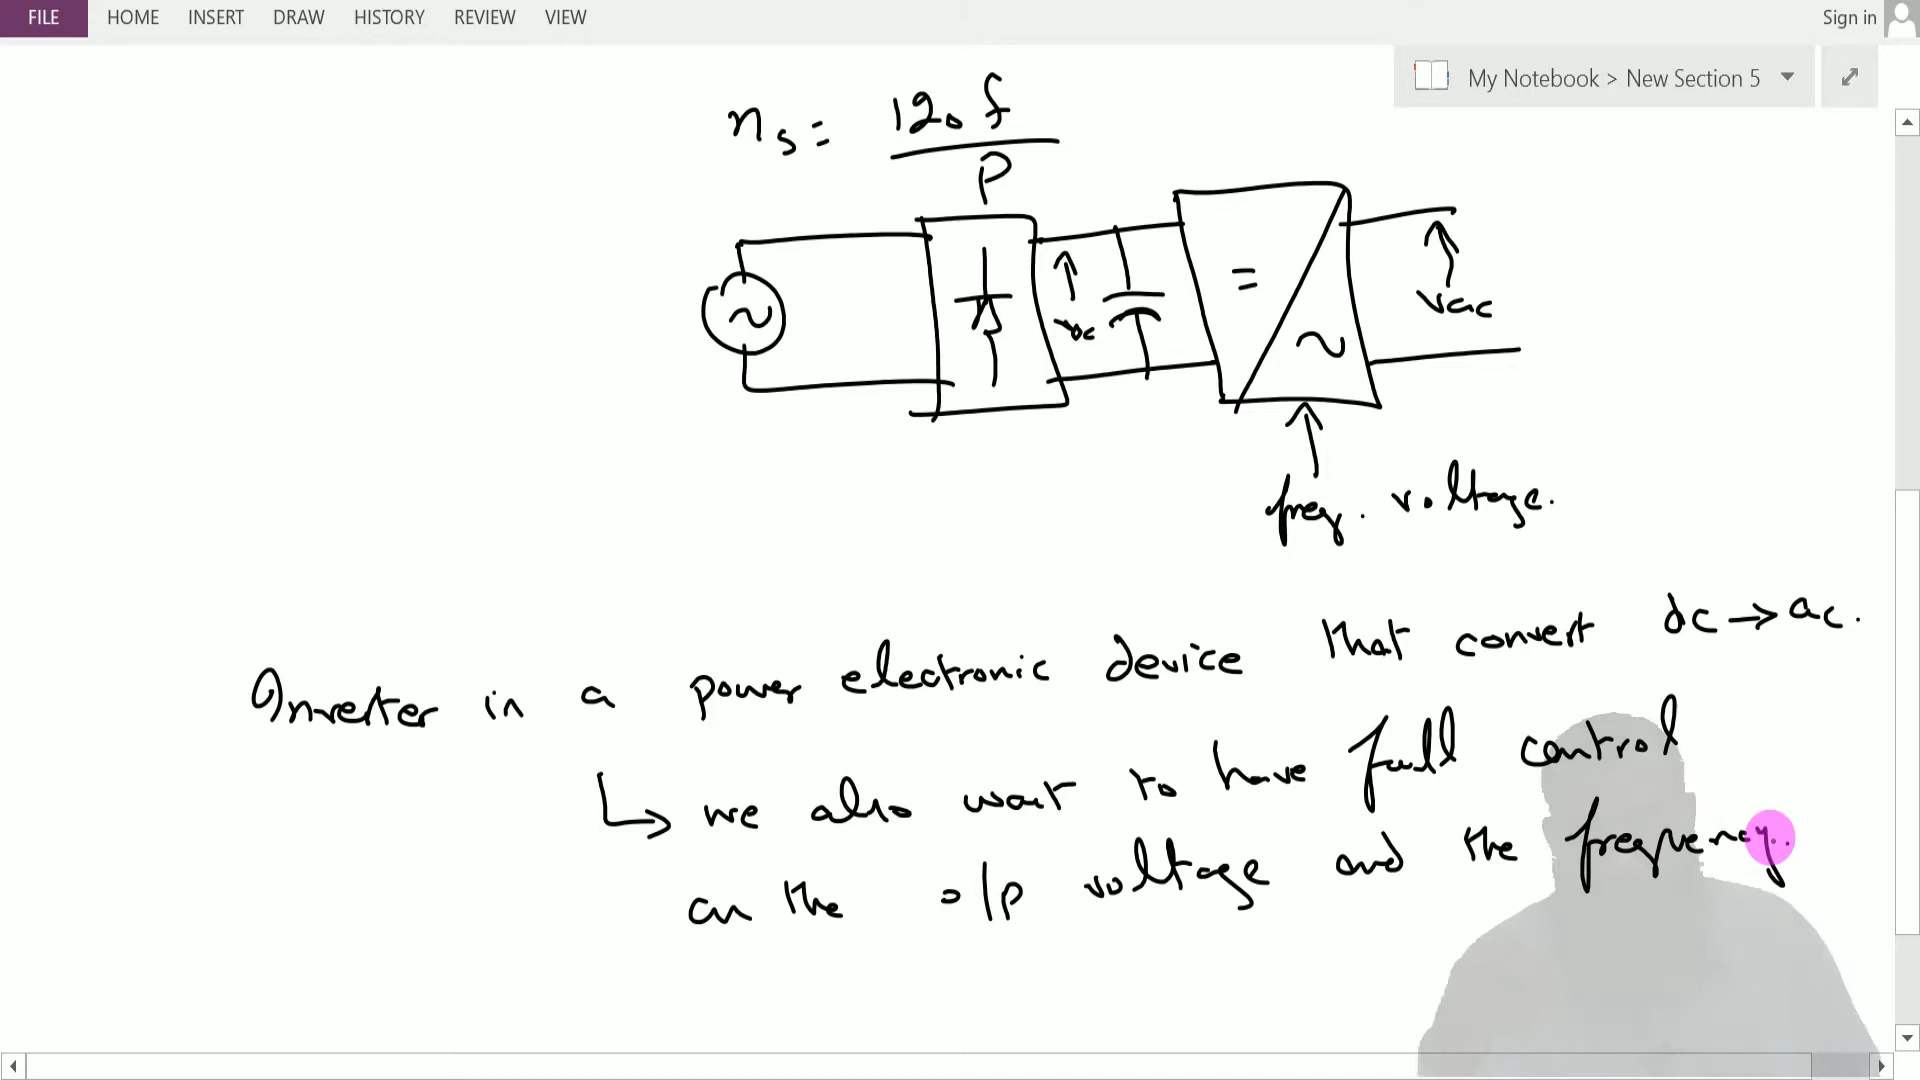 FILE HOME INSERT DRAW HISTORY REVIEW VIEW Sign in
My Notebook > New Section 5
ns = 120 f
P
= ~
~
vdc
vac
freq. voltage.
Inverter in a power electronic device that convert dc → ac.
↳ we also want to have full control
on the o/p voltage and the frequency.